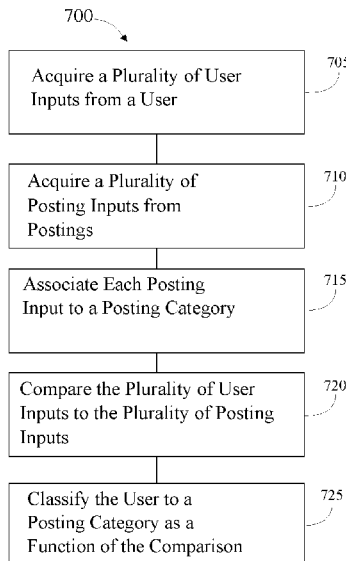 700
705
Acquire a Plurality of User
Inputs from a User
710
Acquire a Plurality of
Posting Inputs from
Postings
715
Associate Each Posting
Input to a Posting Category
720
Compare the Plurality of User
Inputs to the Plurality of Posting
Inputs
725
Classify the User to a
Posting Category as a
Function of the Comparison